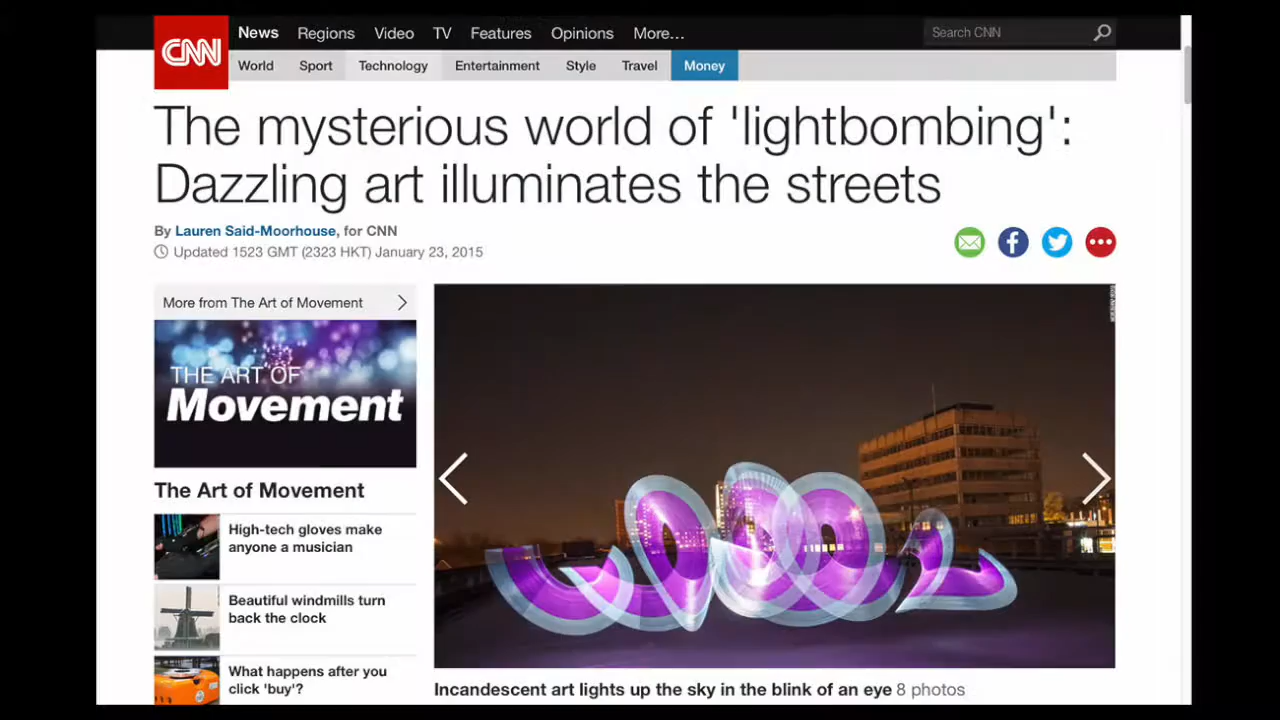 CNN
News Regions Video TV Features Opinions More...
Search CNN
World Sport Technology Entertainment Style Travel Money
The mysterious world of 'lightbombing':
Dazzling art illuminates the streets
By Lauren Said-Moorhouse, for CNN
Updated 1523 GMT (2323 HKT) January 23, 2015
More from The Art of Movement
THE ART OF
Movement
The Art of Movement
High-tech gloves make
anyone a musician
Beautiful windmills turn
back the clock
What happens after you
click 'buy'?
Incandescent art lights up the sky in the blink of an eye 8 photos